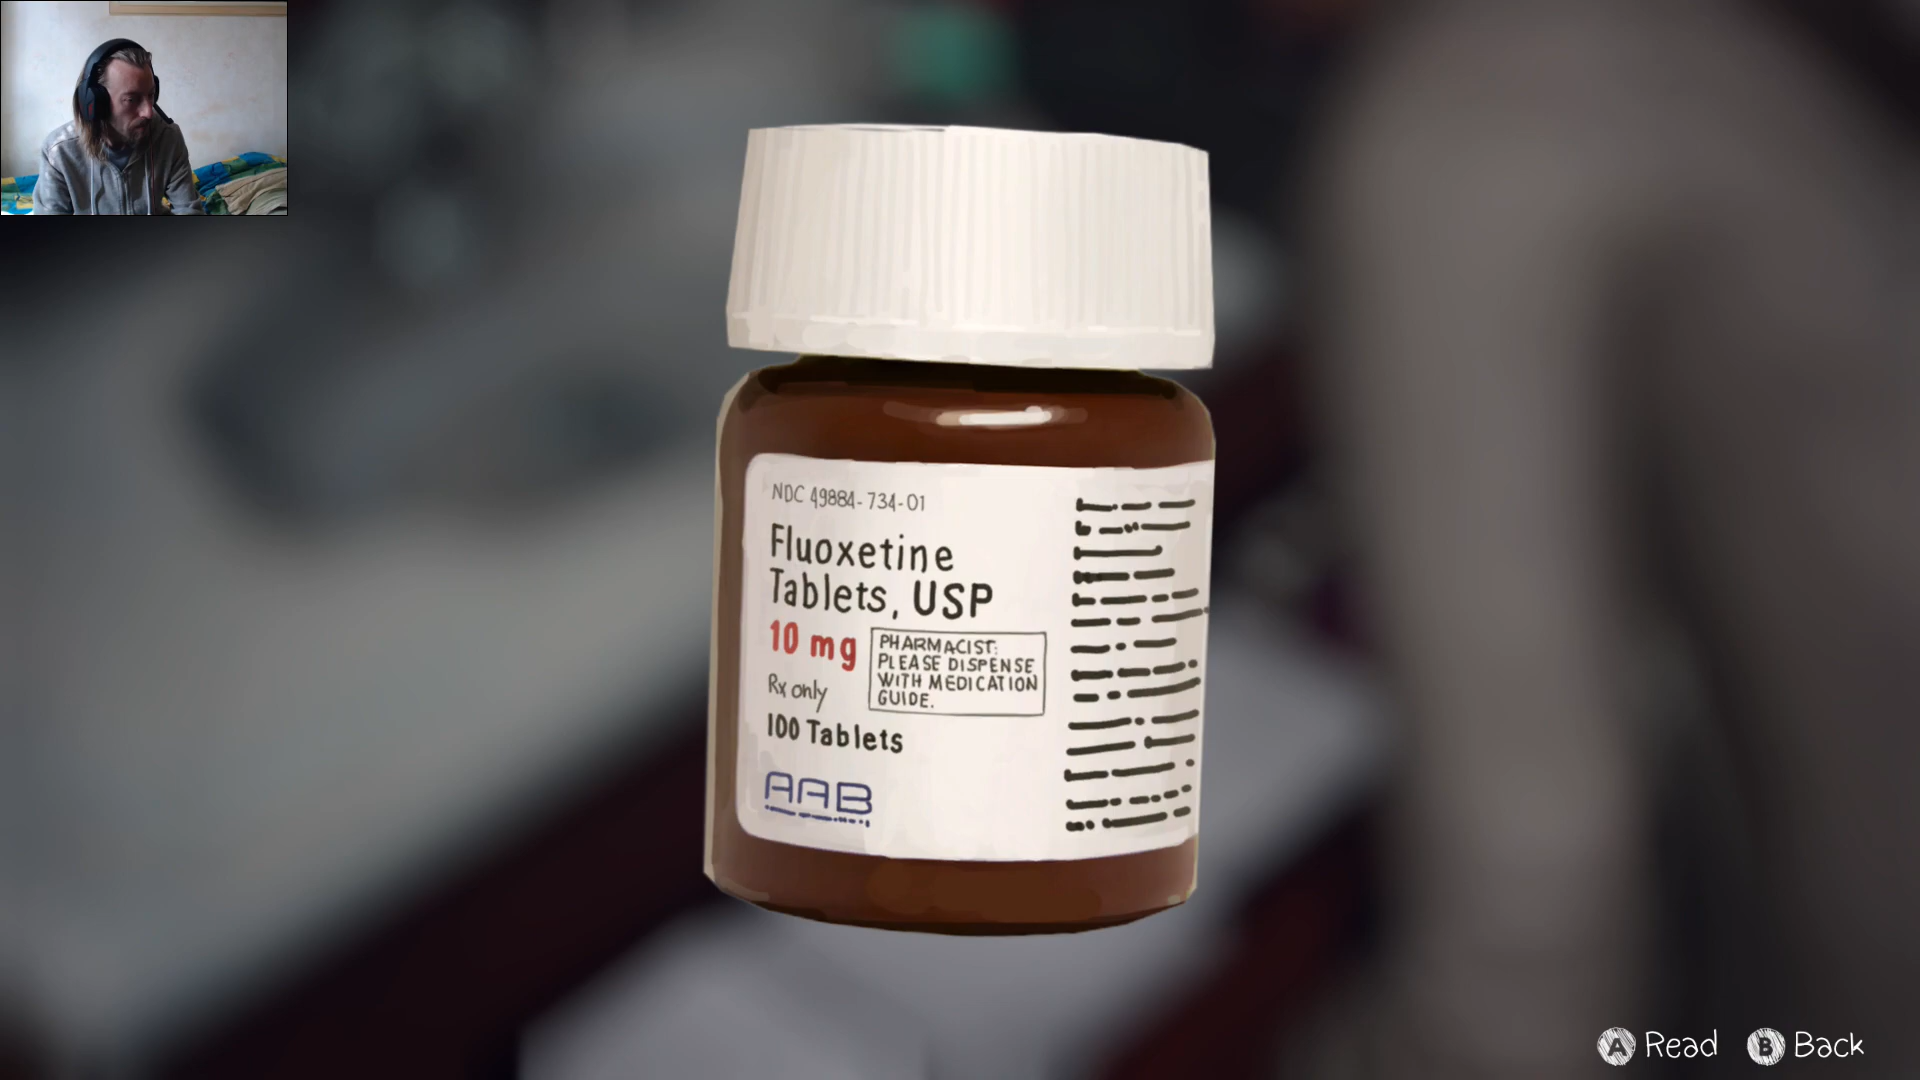 NDC 49884-734-01
Fluoxetine
Tablets, USP
10 mg
PHARMACIST:
PLEASE DISPENSE
WITH MEDICATION
GUIDE.
Rx only
100 Tablets
AAB
A Read B Back